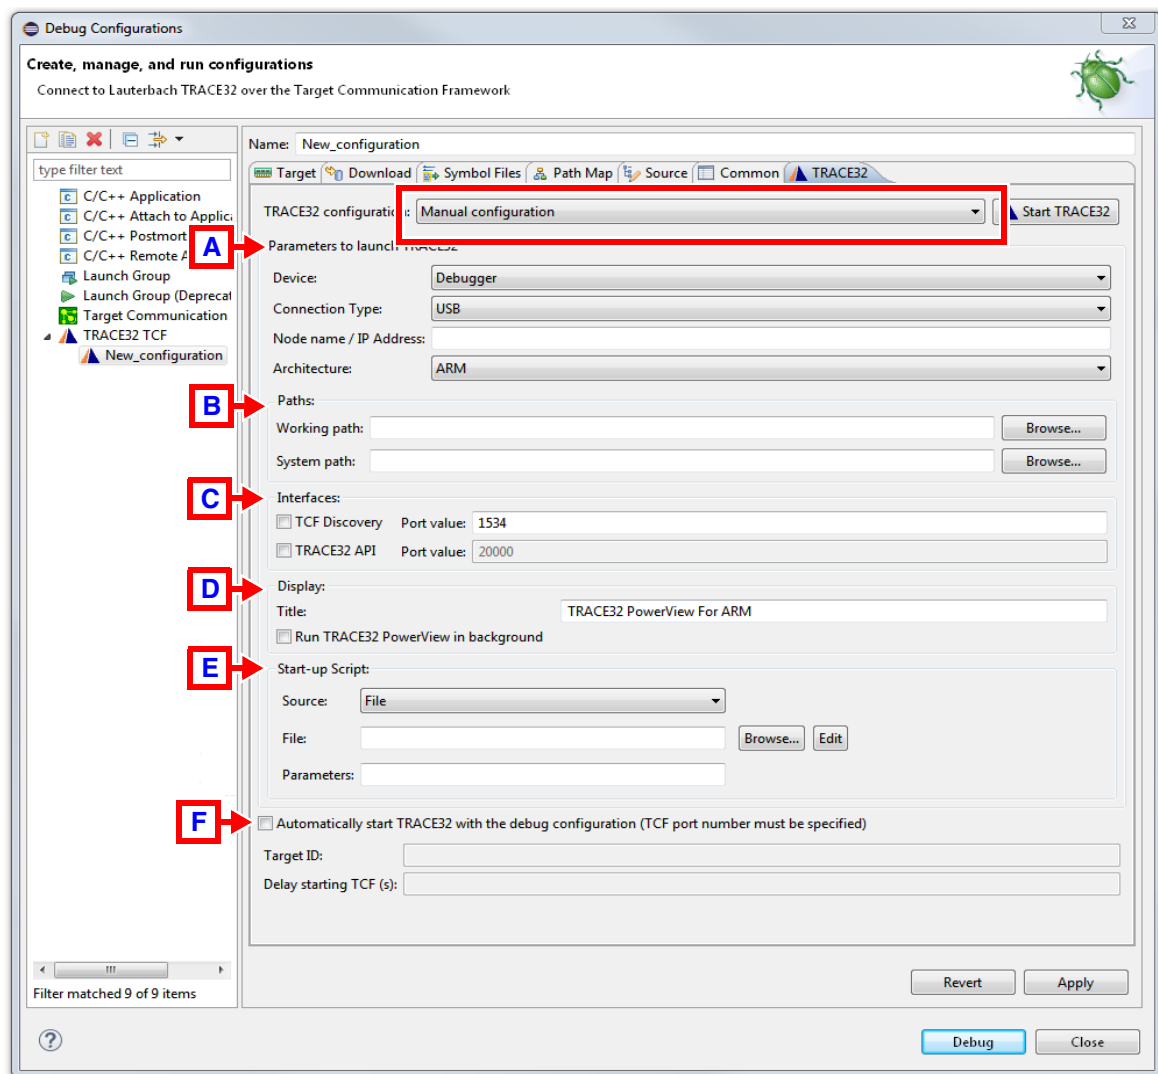 Debug Configurations
Create, manage, and run configurations
Connect to Lauterbach TRACE32 over the Target Communication Framework
type filter text
C/C++ Application
C/C++ Attach to Applica
C/C++ Postmort
C/C++ Remote A
Launch Group
Launch Group (Deprecat
Target Communication
TRACE32 TCF
New_configuration
Filter matched 9 of 9 items
Name: New_configuration
Target Download Symbol Files Path Map Source Common TRACE32
TRACE32 configuration: Manual configuration Start TRACE32
A Parameters to launch TRACE32
Device: Debugger
Connection Type: USB
Node name / IP Address:
Architecture: ARM
B Paths:
Working path: Browse...
System path: Browse...
C Interfaces:
TCF Discovery Port value: 1534
TRACE32 API Port value: 20000
D Display:
Title: TRACE32 PowerView For ARM
Run TRACE32 PowerView in background
E Start-up Script:
Source: File
File: Browse... Edit
Parameters:
F Automatically start TRACE32 with the debug configuration (TCF port number must be specified)
Target ID:
Delay starting TCF (s):
Revert Apply
? Debug Close